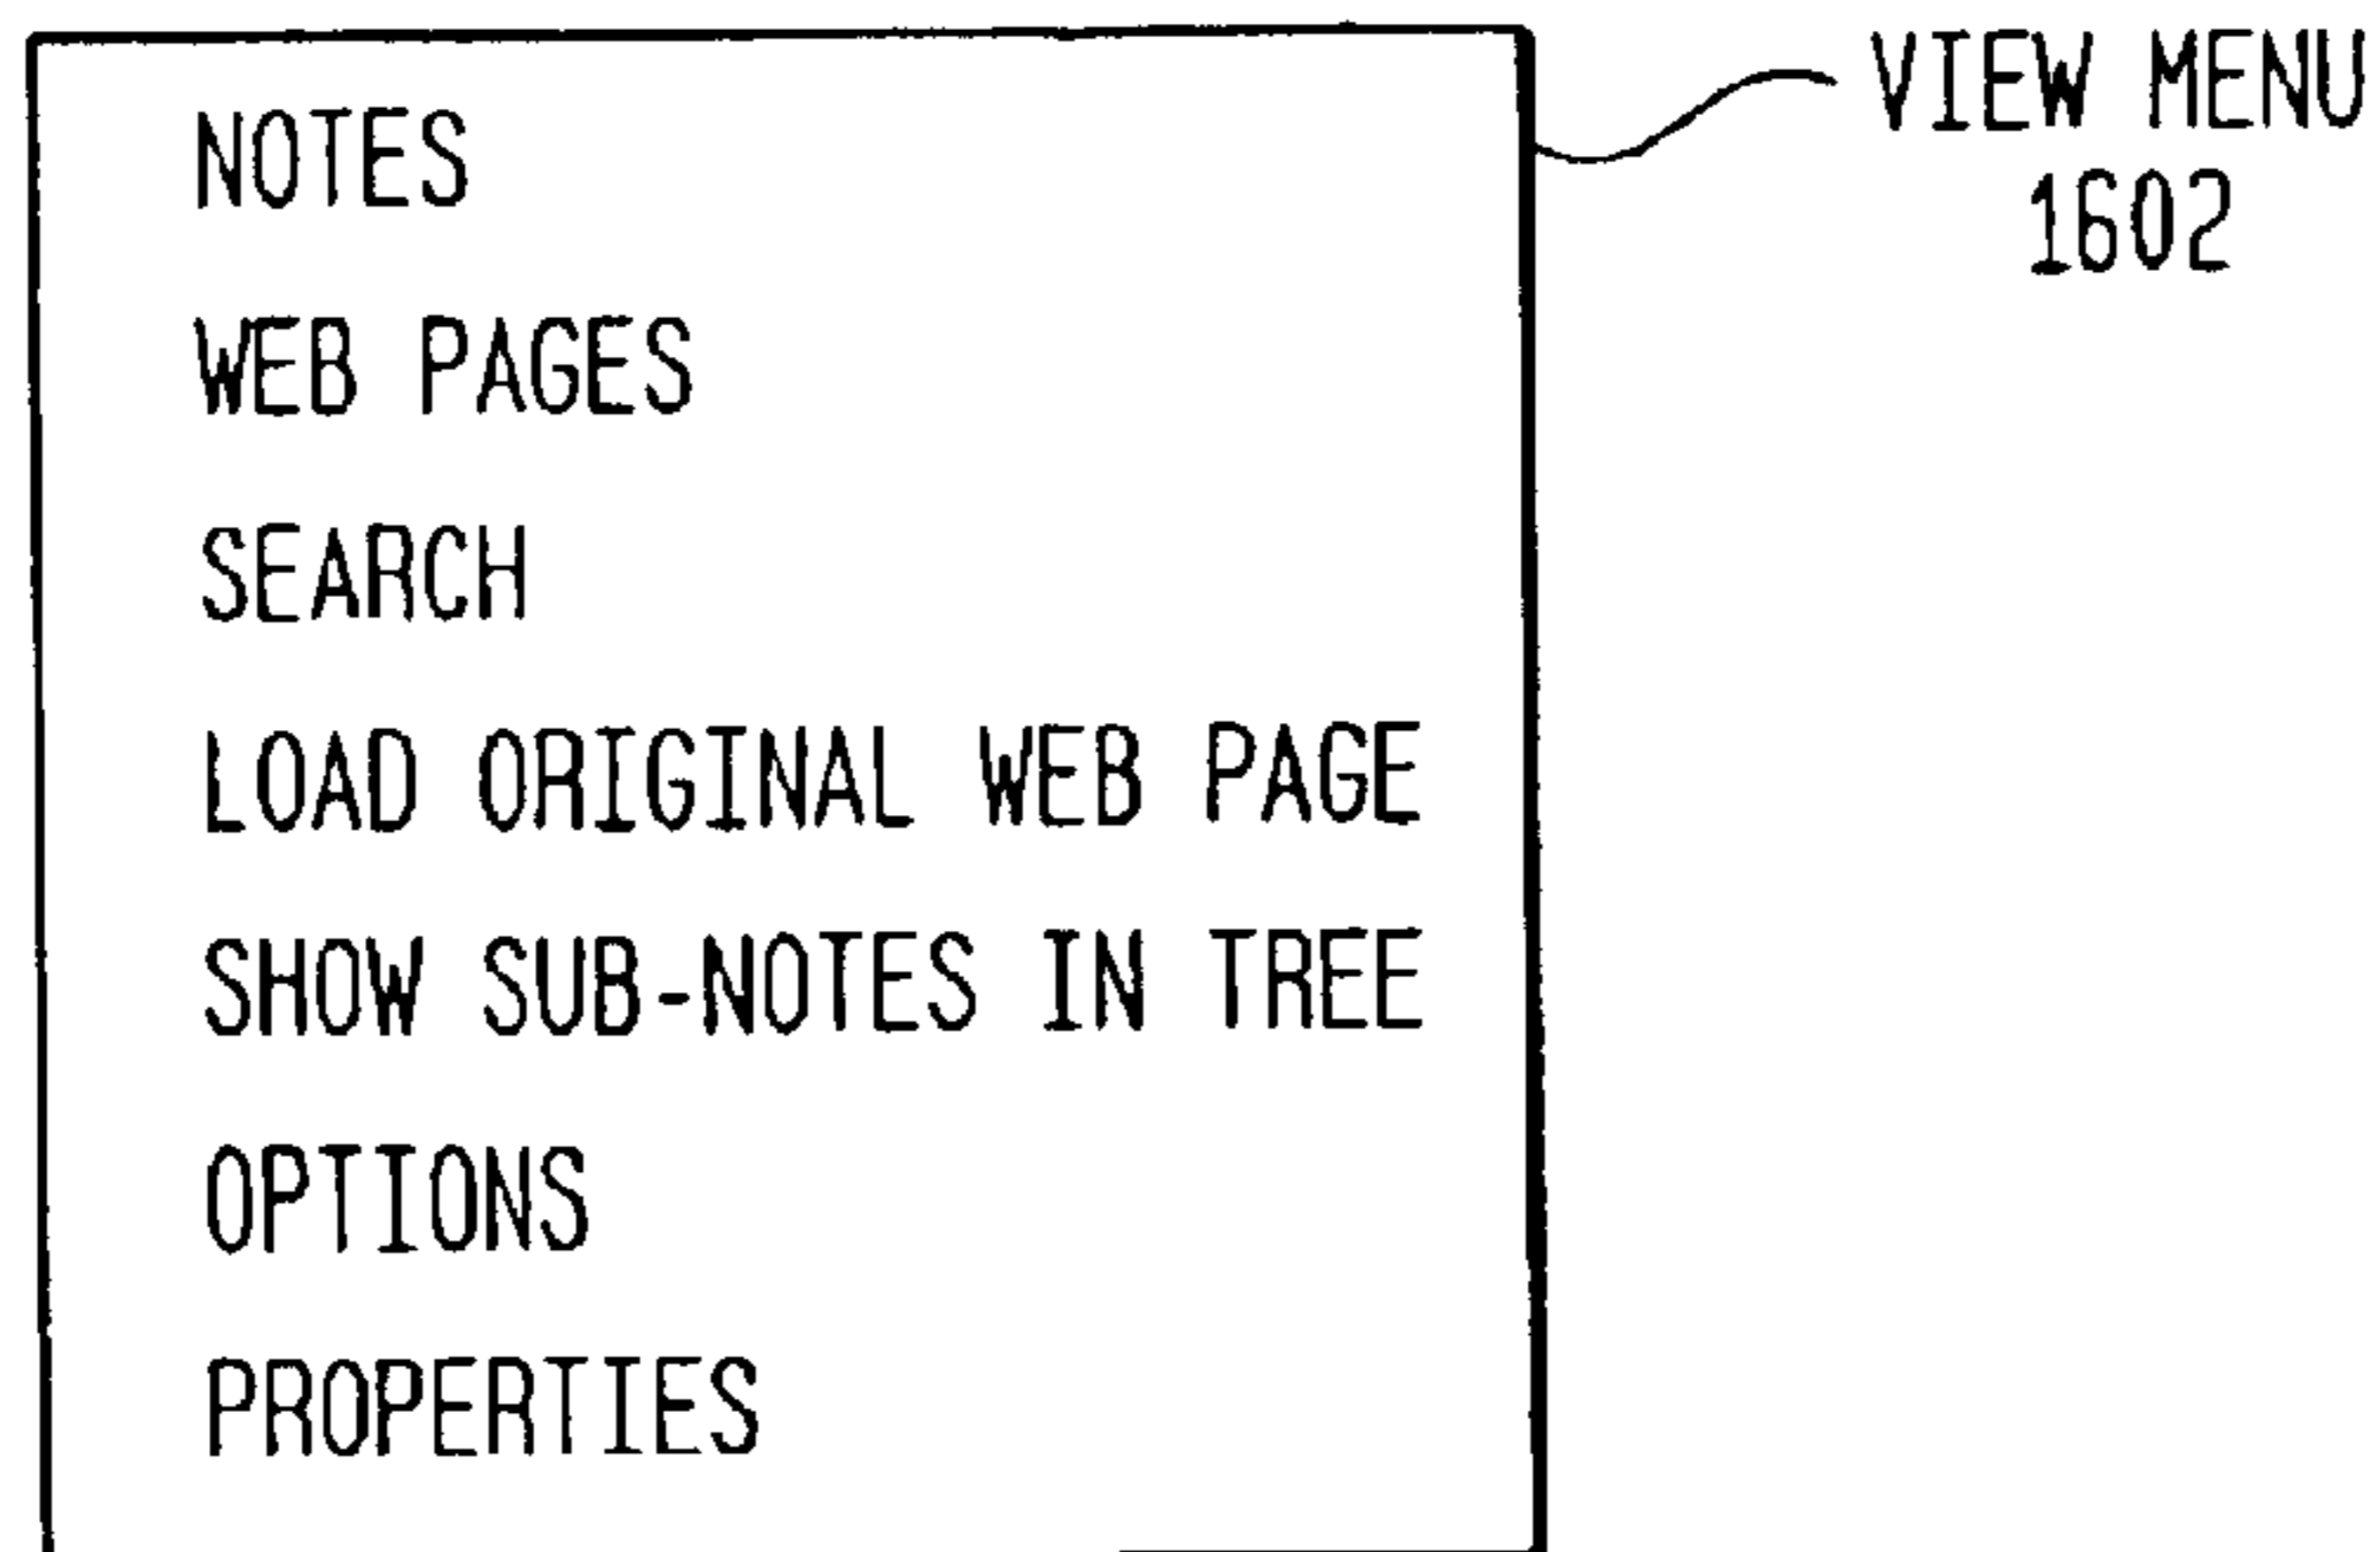 NOTES
WEB PAGES
SEARCH
LOAD ORIGINAL WEB PAGE
SHOW SUB-NOTES IN TREE
OPTIONS
PROPERTIES
VIEW MENU
1602